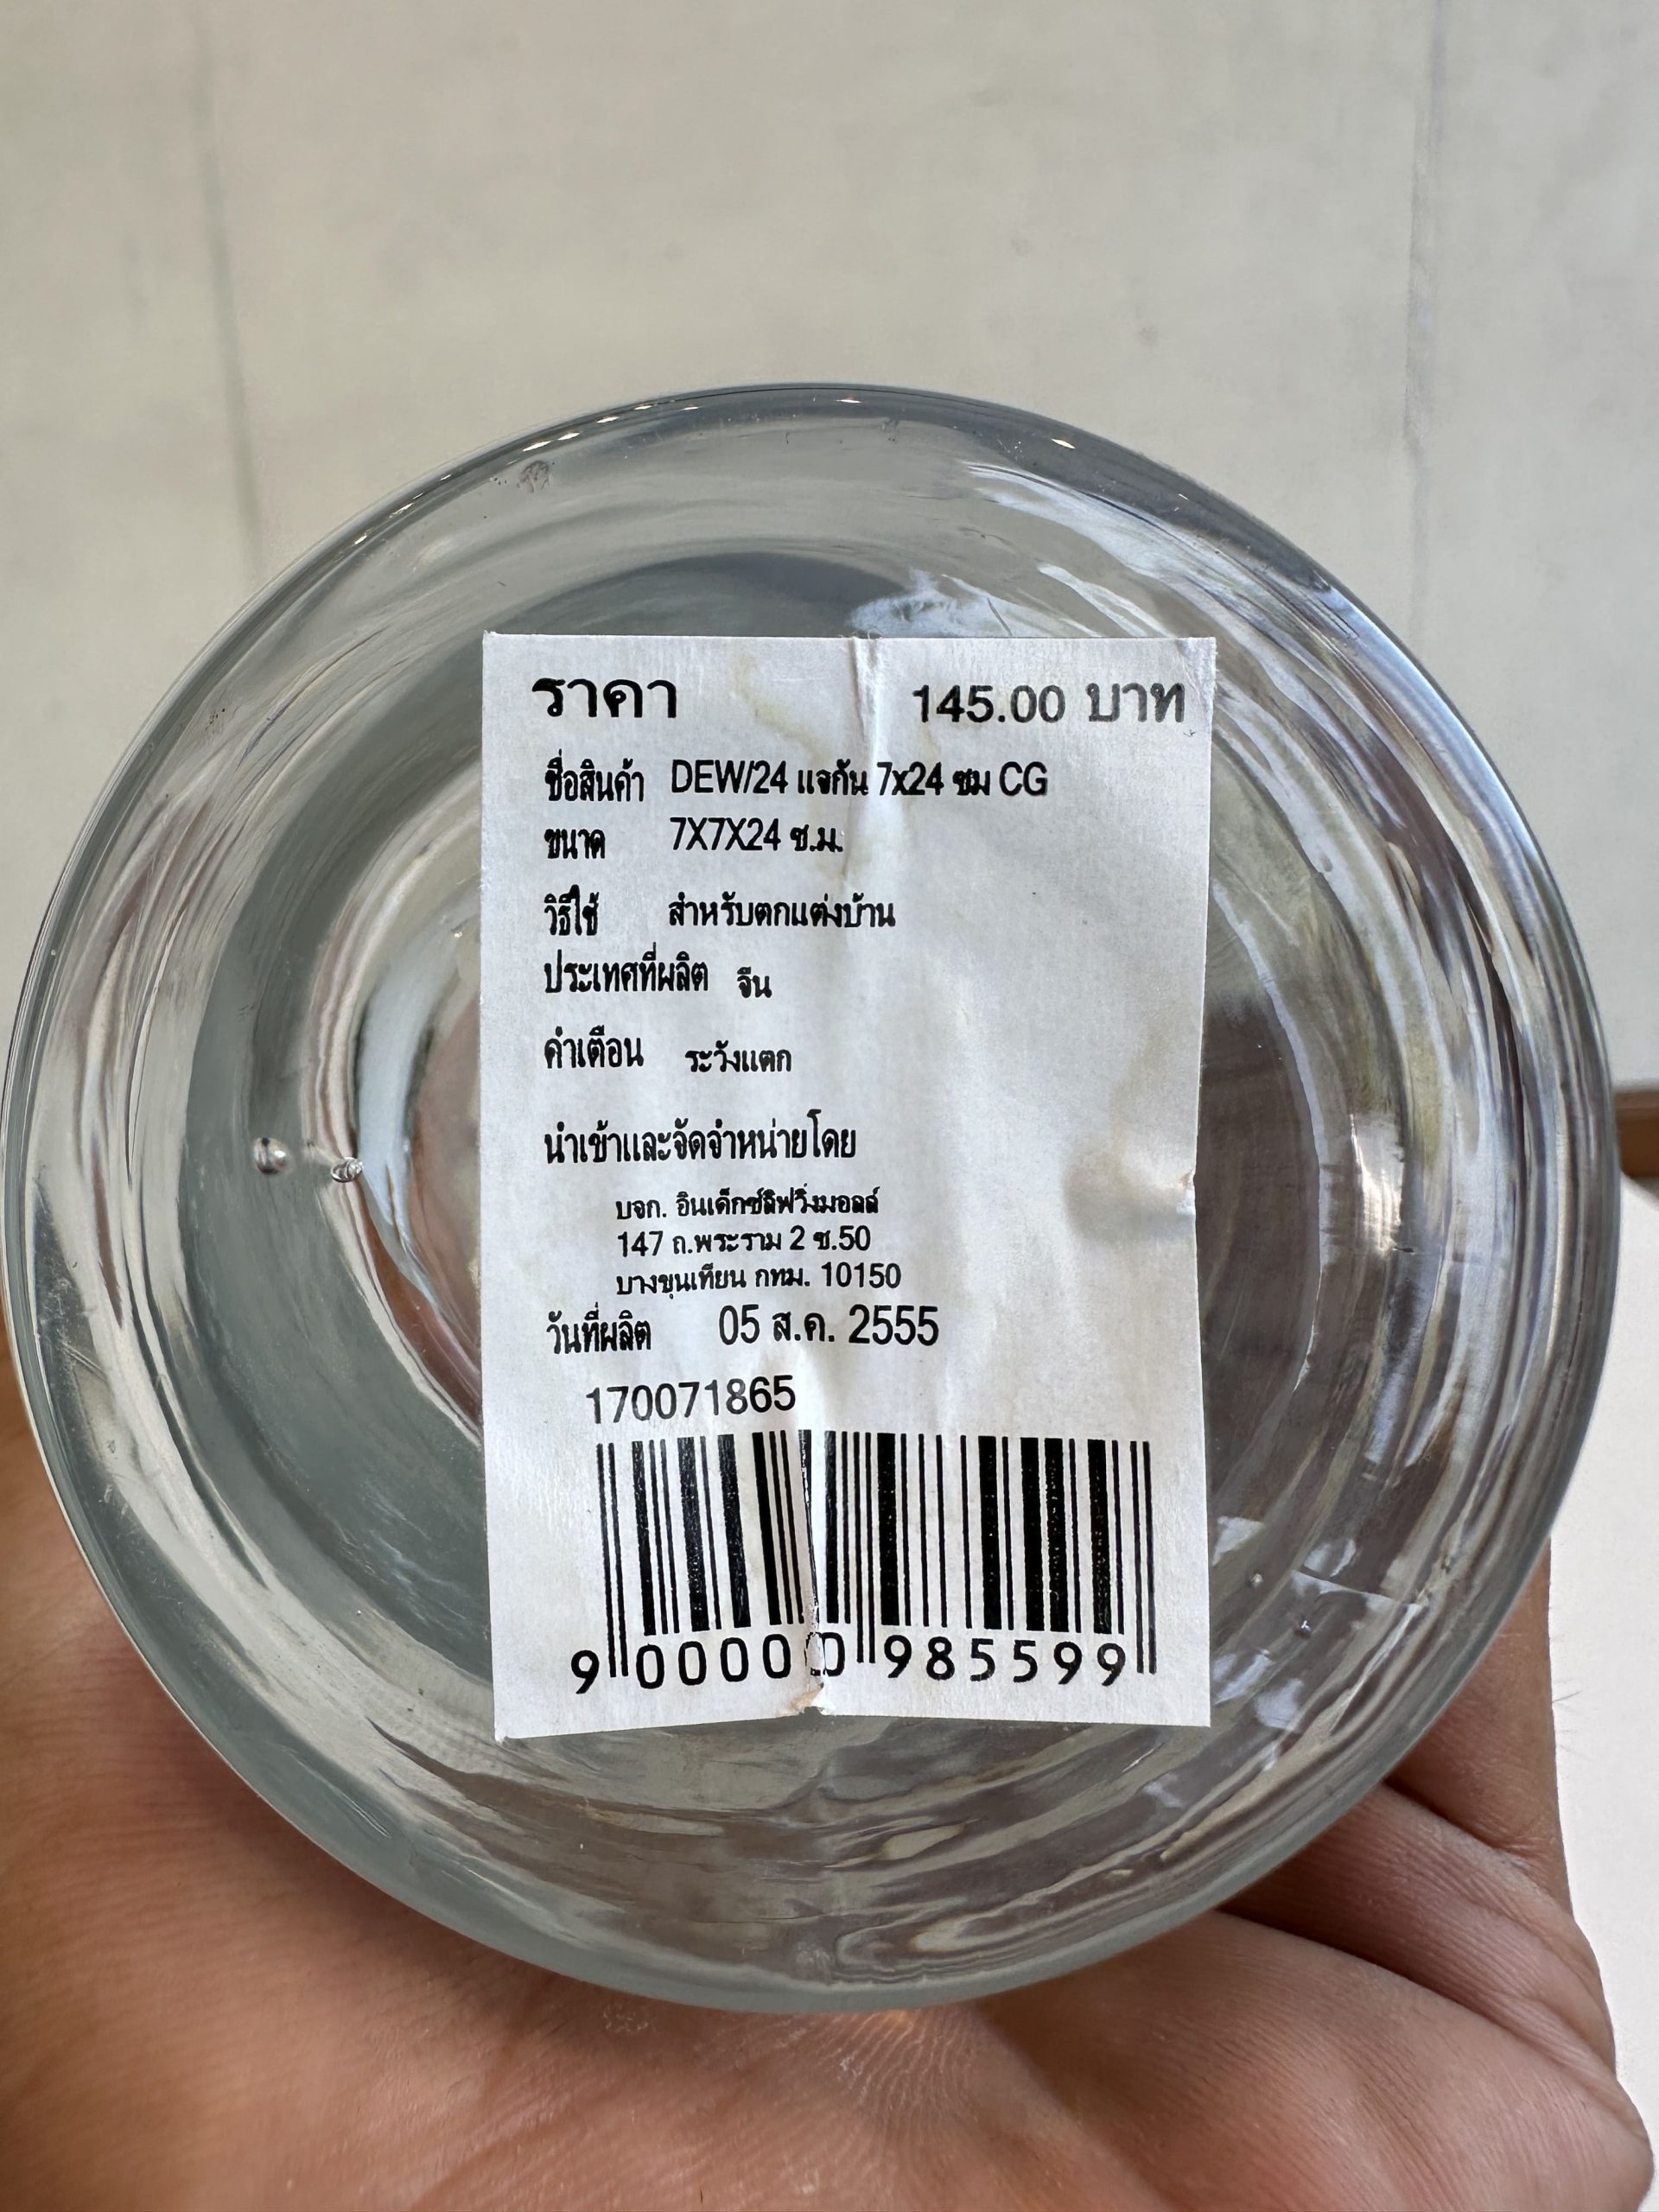 ราคา 145.00 บาท
ชื่อสินค้า DEW/24 แจกัน 7x24 ซม CG
ขนาด 7X7X24 ซ.ม.
วิธีใช้ สำหรับตกแต่งบ้าน
ประเทศที่ผลิต จีน
คำเตือน ระวังแตก
นำเข้าและจัดจำหน่ายโดย
บจก. อินเด็กซ์ลิฟวิ่งมอลล์
147 ถ.พระราม 2 ซ.50
บางขุนเทียน กทม. 10150
วันที่ผลิต 05 ส.ค. 2555
170071865
9 000000 985599